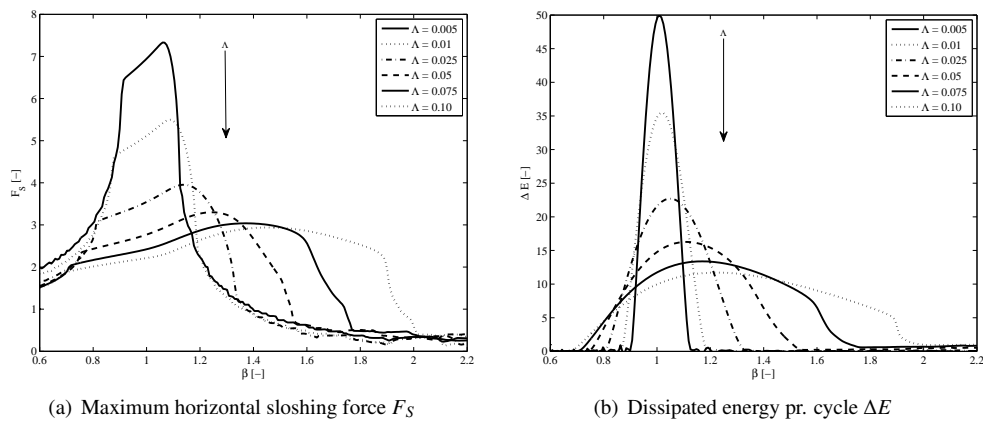 8
7
6
5
4
3
2
1
0
F_S [−]
0.6 0.8 1 1.2 1.4 1.6 1.8 2 2.2
β [−]
Λ
Λ = 0.005
Λ = 0.01
Λ = 0.025
Λ = 0.05
Λ = 0.075
Λ = 0.10
(a) Maximum horizontal sloshing force F_S
50
45
40
35
30
25
20
15
10
5
0
Δ E [−]
0.6 0.8 1 1.2 1.4 1.6 1.8 2 2.2
β [−]
Λ
Λ = 0.005
Λ = 0.01
Λ = 0.025
Λ = 0.05
Λ = 0.075
Λ = 0.10
(b) Dissipated energy pr. cycle ΔE